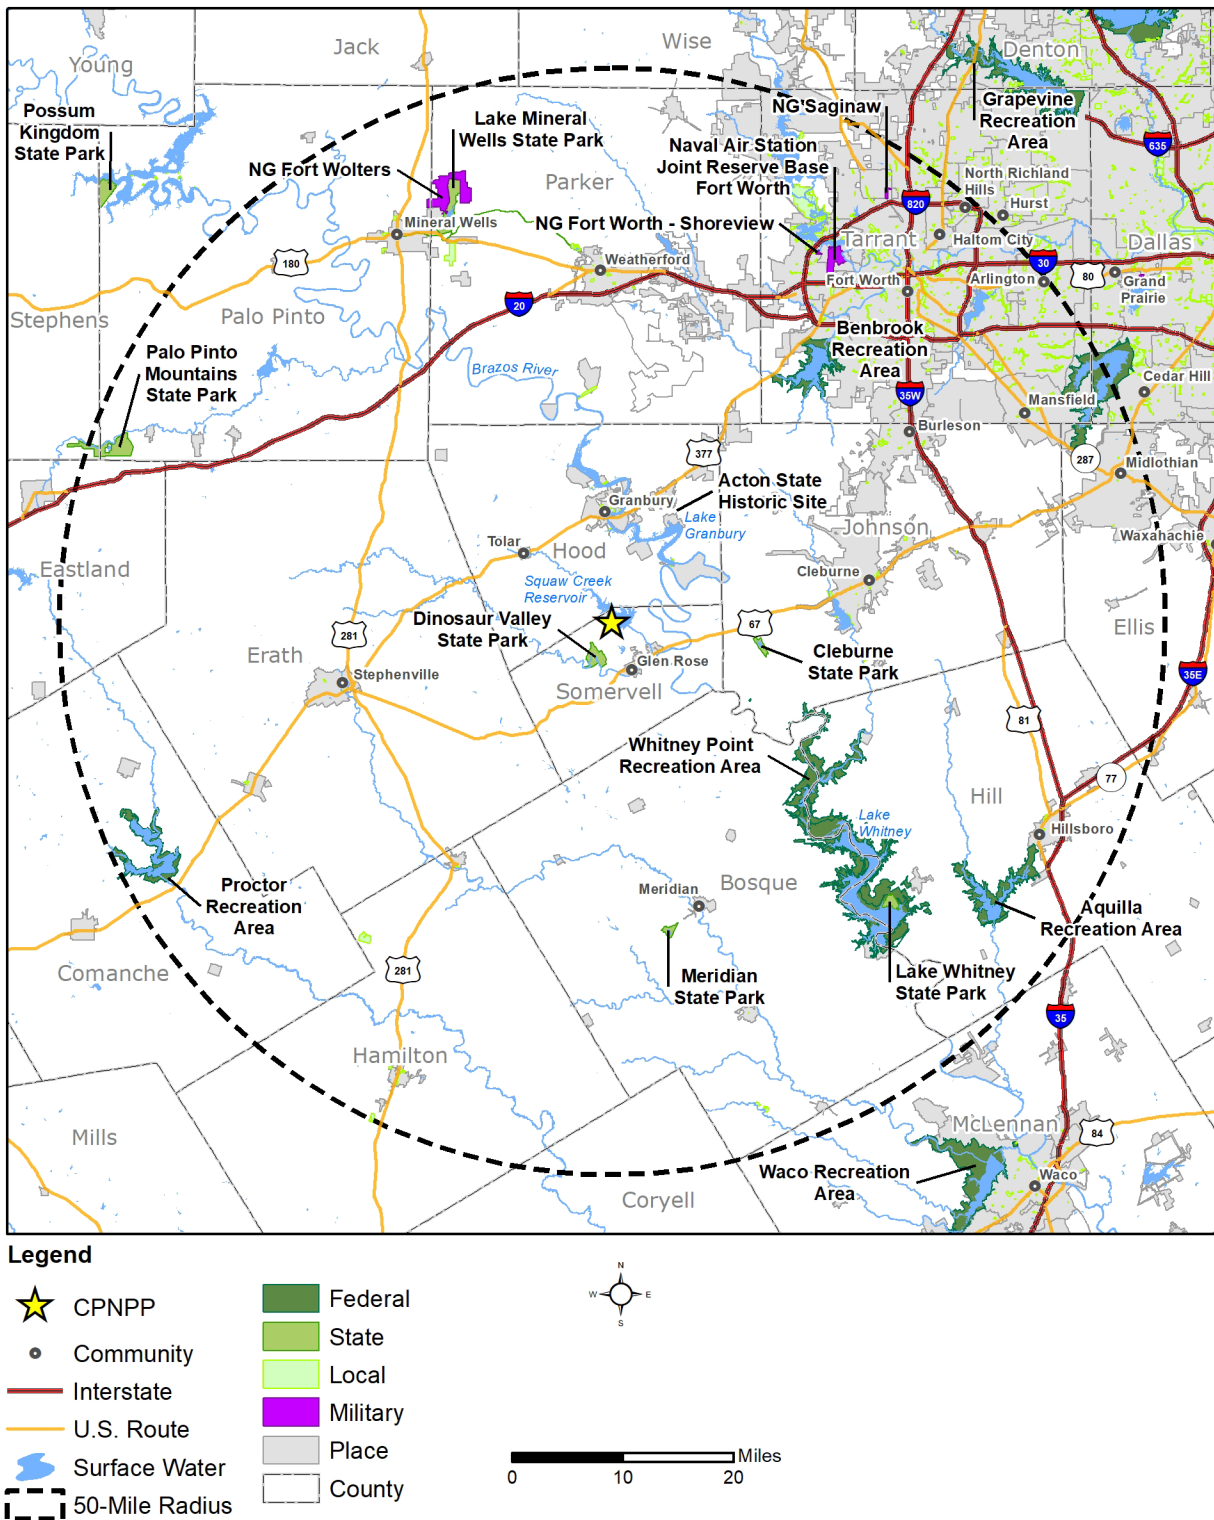 Jack
Wise
Young
Denton
Possum
Kingdom
State Park
Lake Mineral
Wells State Park
NG Saginaw
Grapevine
Recreation
Area
Naval Air Station
Joint Reserve Base
Fort Worth
635
NG Fort Wolters
Parker
North Richland
Hills
820
Hurst
Mineral Wells
NG Fort Worth - Shoreview
Tarrant
Haltom City
Dallas
180
Weatherford
30
80
Fort Worth
Arlington
Grand
Prairie
20
Stephens
Palo Pinto
Benbrook
Recreation
Area
Palo Pinto
Mountains
State Park
Brazos River
Cedar Hill
35W
Mansfield
Burleson
377
287
Midlothian
Acton State
Historic Site
Granbury
Lake
Granbury
Johnson
Waxahachie
Tolar
Hood
Eastland
Cleburne
Squaw Creek
Reservoir
Dinosaur Valley
State Park
67
281
Ellis
Cleburne
State Park
Erath
Glen Rose
Stephenville
35E
Somervell
81
Whitney Point
Recreation Area
77
Hill
Lake
Whitney
Hillsboro
Proctor
Recreation
Area
Meridian
Bosque
Aquilla
Recreation Area
Comanche
281
Meridian
State Park
Lake Whitney
State Park
35
Hamilton
Mills
McLennan
84
Waco Recreation
Area
Waco
Coryell
Legend
CPNPP
Community
Interstate
U.S. Route
Surface Water
50-Mile Radius
Federal
State
Local
Military
Place
County
N
W
E
S
Miles
0
10
20